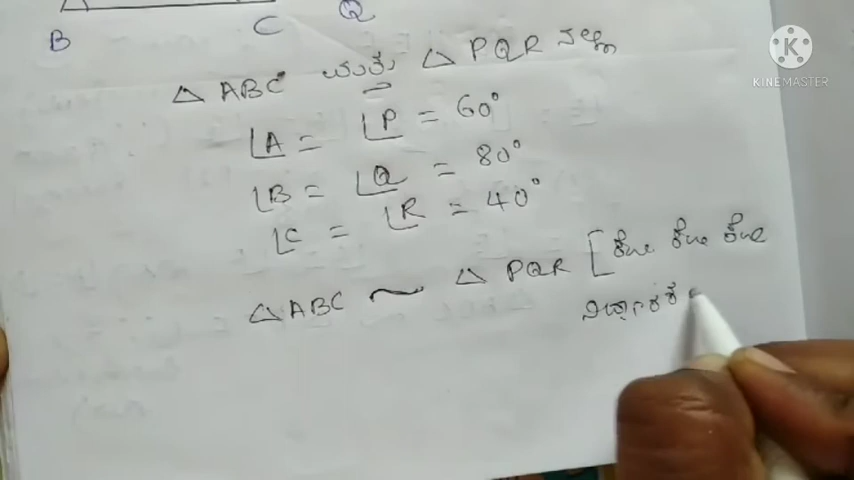 B C Q
△ ABC ಮತ್ತು △ PQR ನಲ್ಲಿ
∠A = ∠P = 60°
∠B = ∠Q = 80°
∠C = ∠R = 40°
△ABC ~ △ PQR [ಕೋ ಕೋ ಕೋ
KINEMASTER